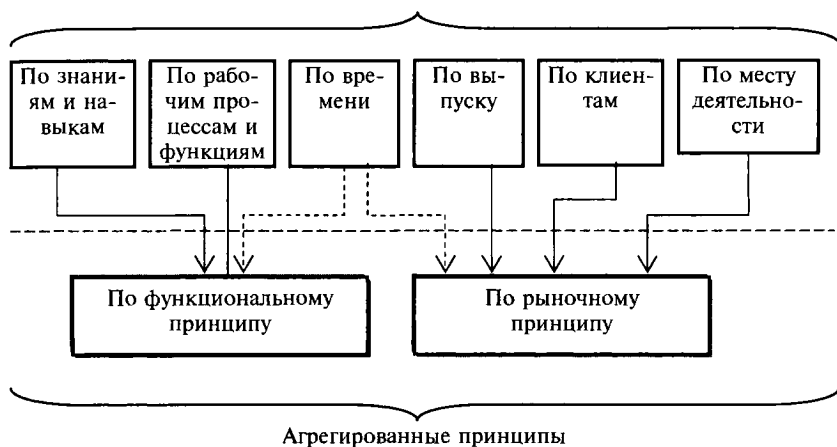 По знани-
ям и на-
выкам
По рабо-
чим про-
цессам и
функциям
По вре-
мени
По вы-
пуску
По клиен-
там
По месту
деятельно-
сти
По функциональному
принципу
По рыночному
принципу
Агрегированные принципы